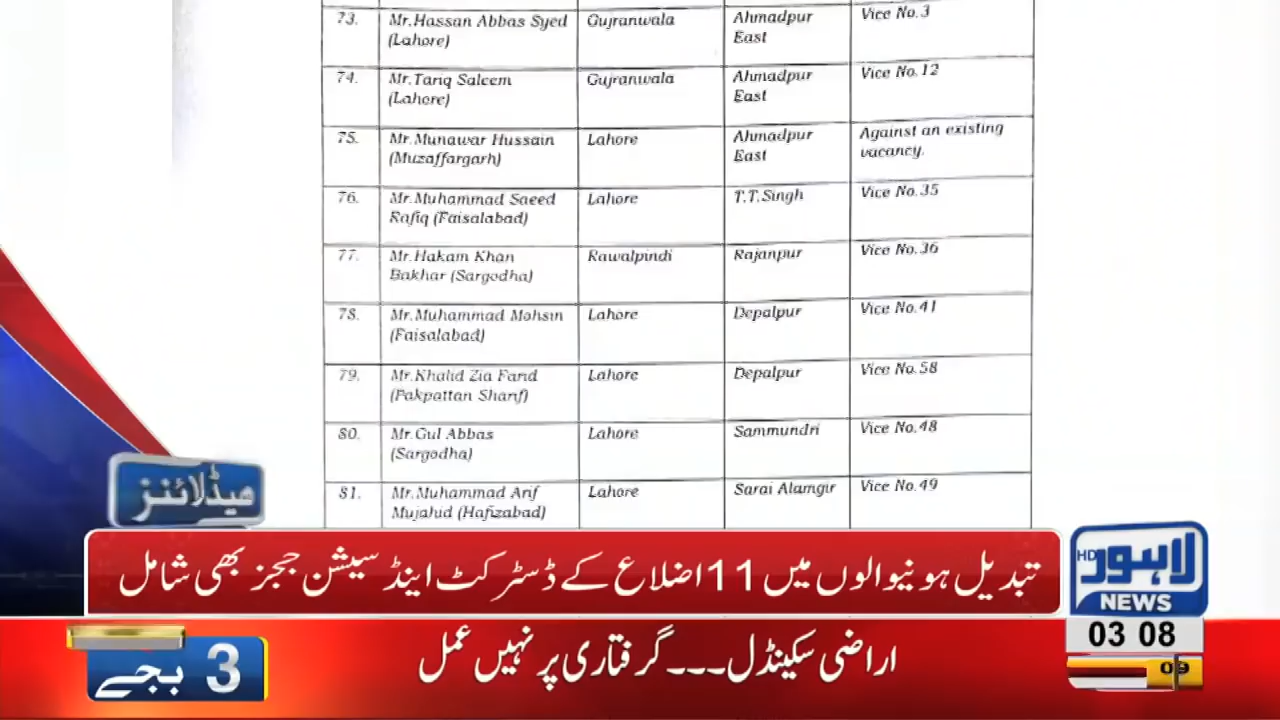 73. Mr.Hassan Abbas Syed (Lahore) Gujranwala Ahmadpur East Vice No.3
74. Mr.Tariq Saleem (Lahore) Gujranwala Ahmadpur East Vice No.12
75. Mr.Munawar Hussain (Muzaffargarh) Lahore Ahmadpur East Against an existing vacancy.
76. Mr.Muhammad Saeed Rafiq (Faisalabad) Lahore T.T.Singh Vice No.35
77. Mr.Hakam Khan Bakhar (Sargodha) Rawalpindi Rajanpur Vice No.36
78. Mr.Muhammad Mohsin (Faisalabad) Lahore Depalpur Vice No.41
79. Mr.Khalid Zia Farid (Pakpattan Sharif) Lahore Depalpur Vice No.58
80. Mr.Gul Abbas (Sargodha) Lahore Sammundri Vice No.48
81. Mr.Muhammad Arif Mujahid (Hafizabad) Lahore Sarai Alamgir Vice No.49
ہیڈلائنز
تبدیل ہونیوالوں میں 11 اضلاع کے ڈسٹرکٹ اینڈ سیشن ججز بھی شامل
لاہور HD
NEWS
03 08
09
3 بجے
اراضی سکینڈل...گرفتاری پر نہیں عمل